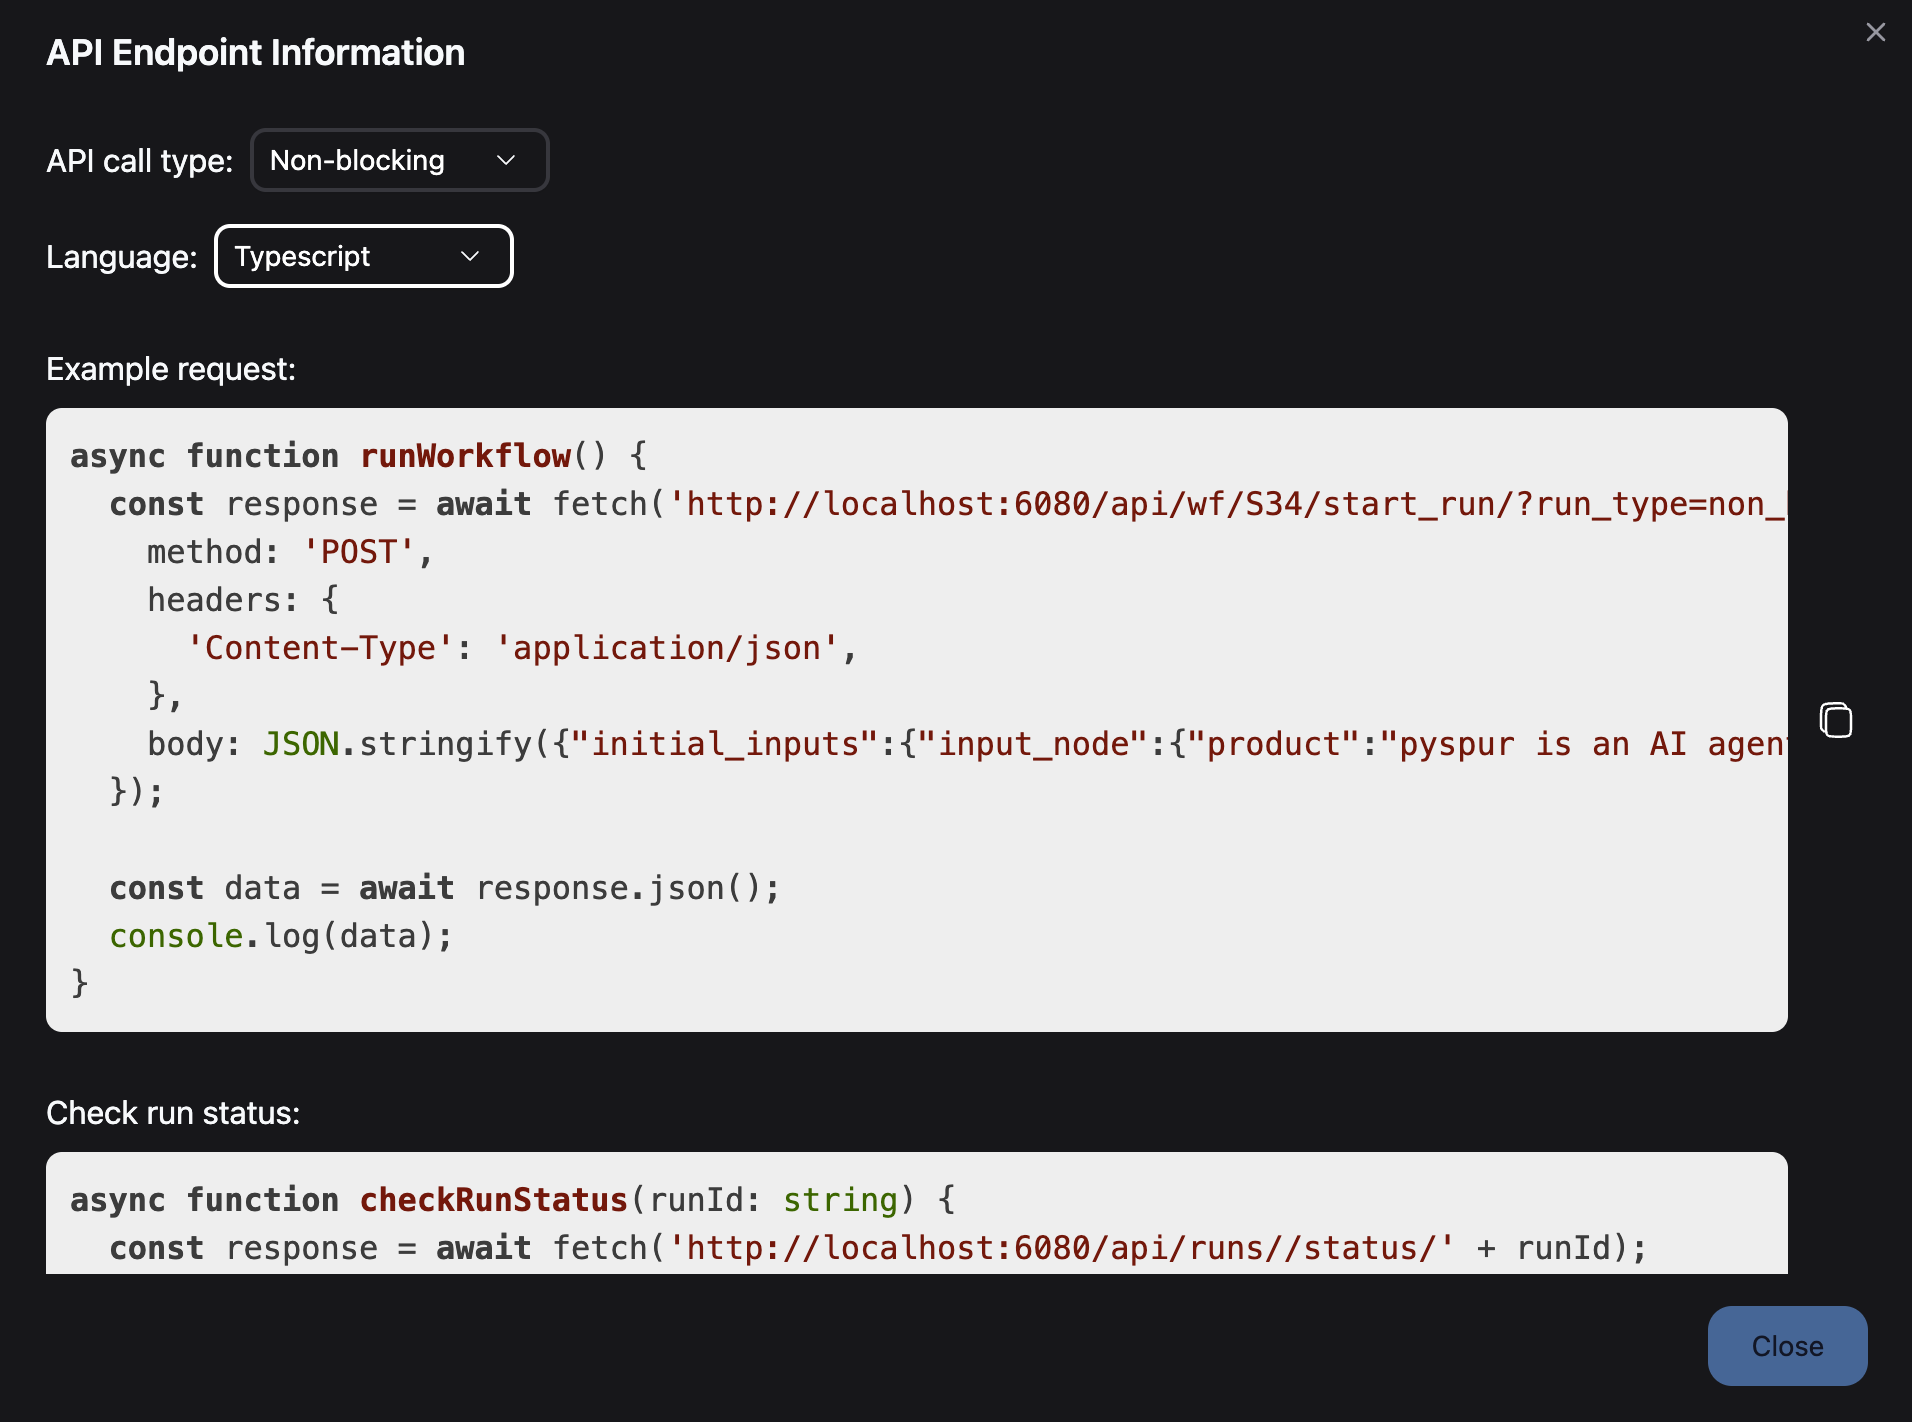 API Endpoint Information
API call type: Non-blocking
Language: Typescript
Example request:
async function runWorkflow() {
  const response = await fetch('http://localhost:6080/api/wf/S34/start_run/?run_type=non_
    method: 'POST',
    headers: {
      'Content-Type': 'application/json',
    },
    body: JSON.stringify({"initial_inputs":{"input_node":{"product":"pyspur is an AI agen
  });
  const data = await response.json();
  console.log(data);
}
Check run status:
async function checkRunStatus(runId: string) {
  const response = await fetch('http://localhost:6080/api/runs//status/' + runId);
Close